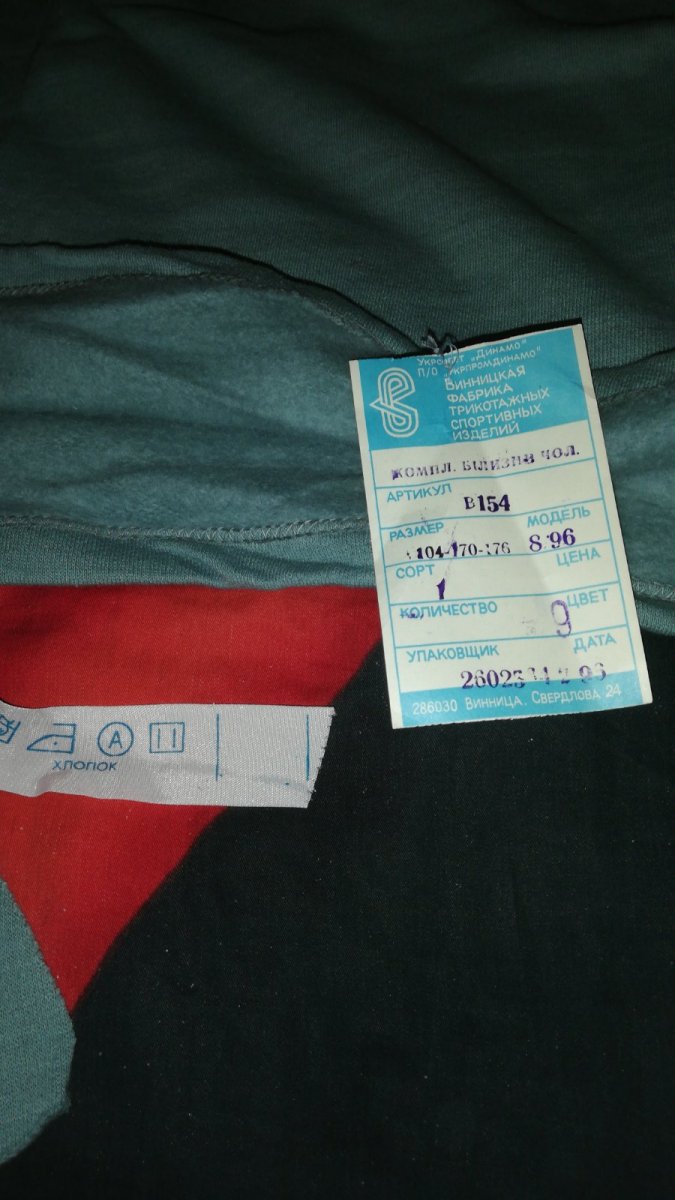 УКРСОВЕТ „ДИНАМО"
П/О „УКРПРОМДИНАМО"
ВИННИЦКАЯ
ФАБРИКА
ТРИКОТАЖНЫХ
СПОРТИВНЫХ
ИЗДЕЛИЙ
КОМПЛ. БІЛИЗНИ ЧОЛ.
АРТИКУЛ
В154
РАЗМЕР МОДЕЛЬ
104-170-176 8/96
СОРТ ЦЕНА
1
КОЛИЧЕСТВО ЦВЕТ
9
УПАКОВЩИК ДАТА
286030 ВИННИЦА. СВЕРДЛОВА, 24
A
ХЛОПОК